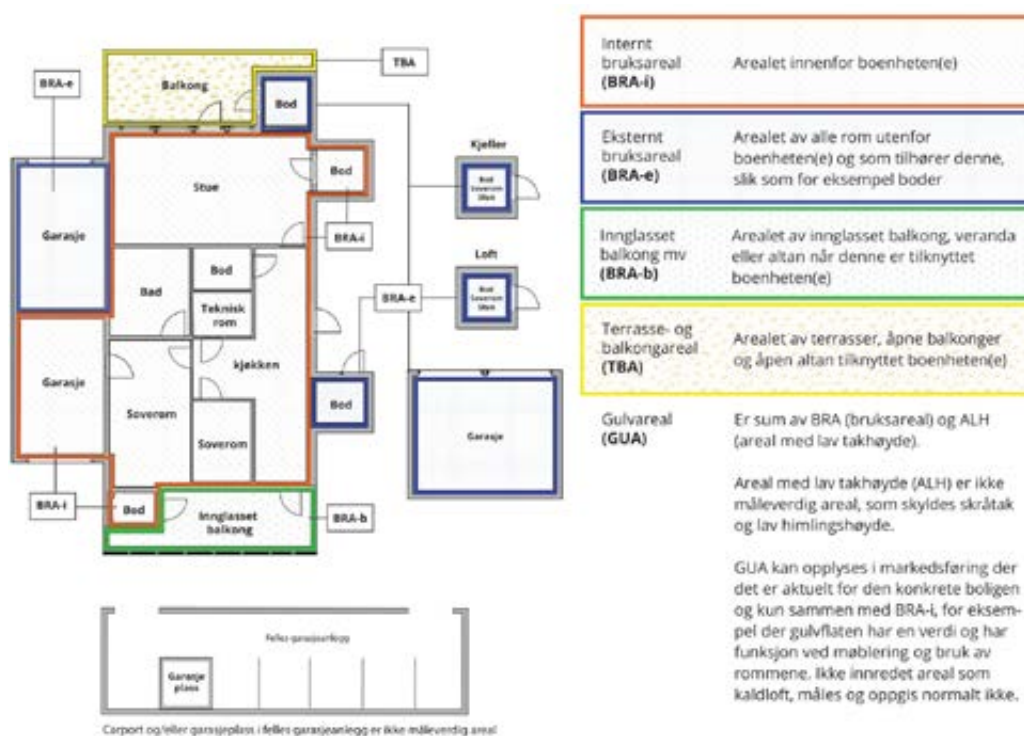 TBA
BRA-e
Balkong
Bod
Kjeller
Bod
Soverom
Stue
Bod
Garasje
BRA-i
Loft
Bod
Bad
Teknisk
rom
Bod
Soverom
BRA-e
kjøkken
Garasje
Soverom
Soverom
Bod
Garasje
BRA-i
Bod
Innglasset
balkong
BRA-b
Felles garasjeanlegg
Garasje
plass
Carport og/eller garasjeplass i felles garasjeanlegg er ikke måleverdig areal
Internt
bruksareal
(BRA-i)
Arealet innenfor boenheten(e)
Eksternt
bruksareal
(BRA-e)
Arealet av alle rom utenfor
boenheten(e) og som tilhører denne,
slik som for eksempel boder
Innglasset
balkong mv
(BRA-b)
Arealet av innglasset balkong, veranda
eller altan når denne er tilknyttet
boenheten(e)
Terrasse- og
balkongareal
(TBA)
Arealet av terrasser, åpne balkonger
og åpen altan tilknyttet boenheten(e)
Gulvareal
(GUA)
Er sum av BRA (bruksareal) og ALH
(areal med lav takhøyde).
Areal med lav takhøyde (ALH) er ikke
måleverdig areal, som skyldes skråtak
og lav himlingshøyde.
GUA kan opplyses i markedsføring der
det er aktuelt for den konkrete boligen
og kun sammen med BRA-i, for eksem-
pel der gulvflaten har en verdi og har
funksjon ved møblering og bruk av
rommene. Ikke innredet areal som
kaldloft, måles og oppgis normalt ikke.